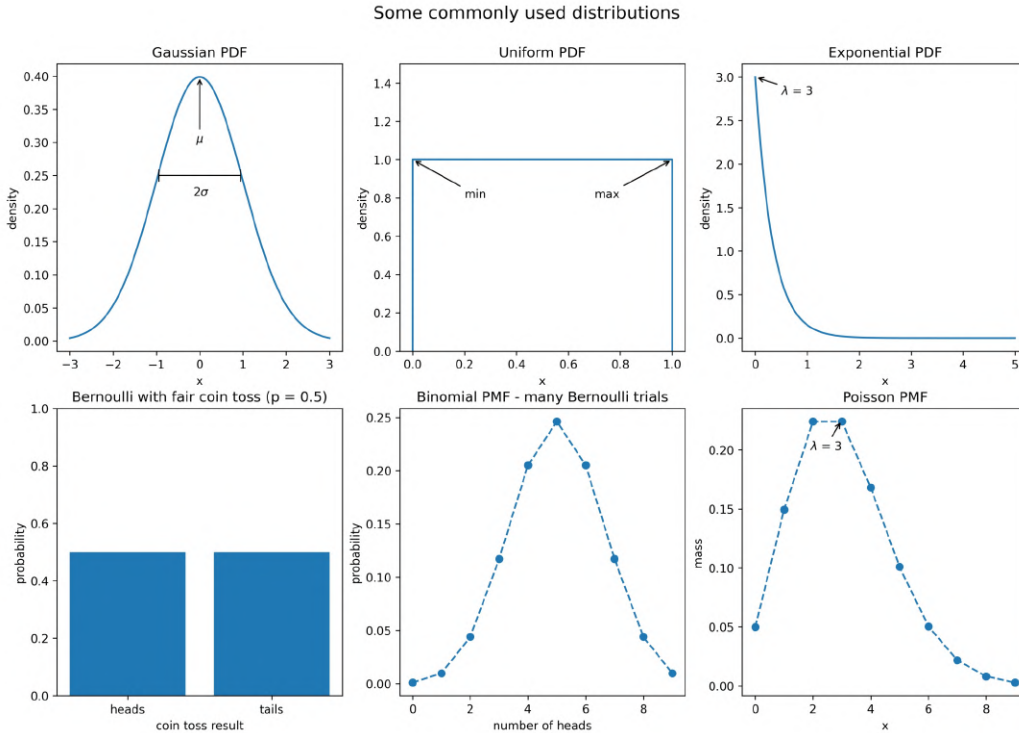 Some commonly used distributions
Gaussian PDF
0.40
0.35
0.30
0.25
0.20
0.15
0.10
0.05
0.00
density
μ
2σ
−3 −2 −1 0 1 2 3
x
Uniform PDF
1.4
1.2
1.0
0.8
0.6
0.4
0.2
0.0
density
min max
0.0 0.2 0.4 0.6 0.8 1.0
x
Exponential PDF
3.0
2.5
2.0
1.5
1.0
0.5
0.0
density
λ = 3
0 1 2 3 4 5
x
Bernoulli with fair coin toss (p = 0.5)
1.0
0.8
0.6
0.4
0.2
0.0
probability
heads tails
coin toss result
Binomial PMF - many Bernoulli trials
0.25
0.20
0.15
0.10
0.05
0.00
probability
0 2 4 6 8
number of heads
Poisson PMF
0.20
0.15
0.10
0.05
0.00
mass
λ = 3
0 2 4 6 8
x